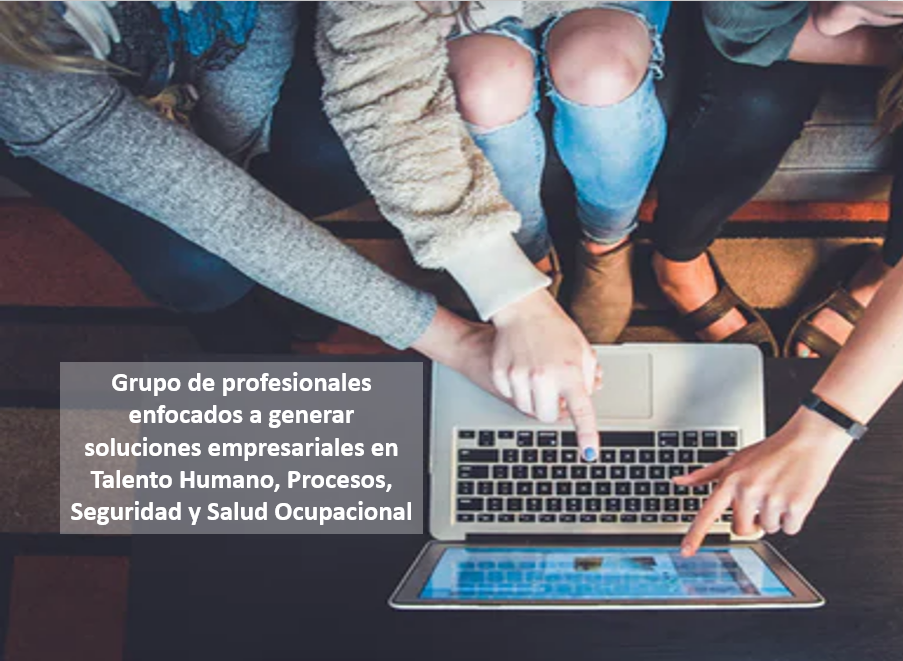 Grupo de profesionales
enfocados a generar
soluciones empresariales en
Talento Humano, Procesos,
Seguridad y Salud Ocupacional